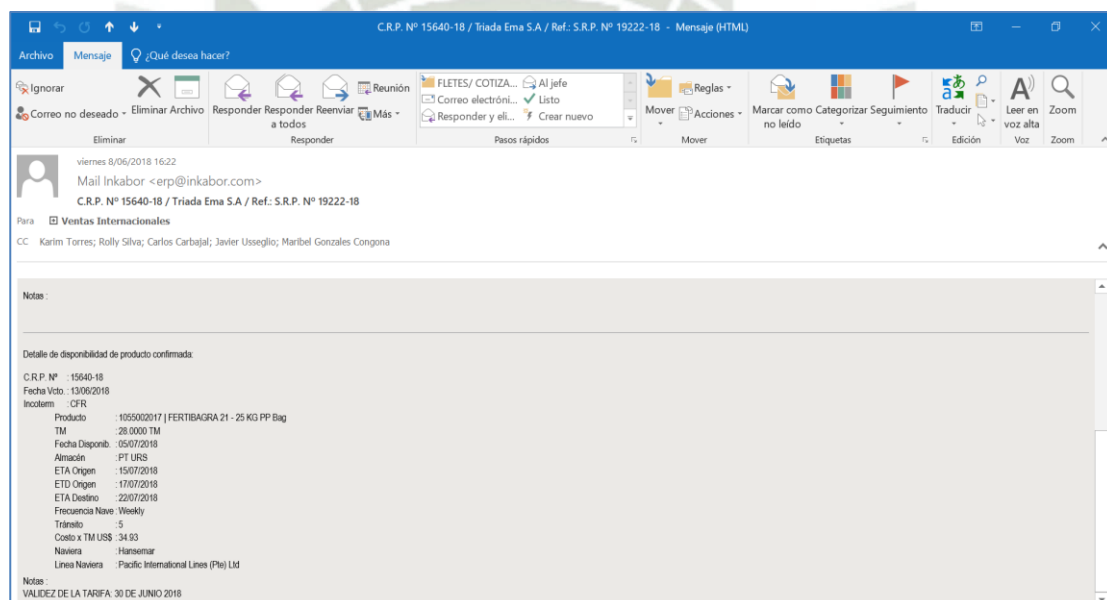 C.R.P. Nº 15640-18 / Triada Ema S.A / Ref.: S.R.P. Nº 19222-18 - Mensaje (HTML)
Archivo Mensaje ¿Qué desea hacer?
Ignorar
Correo no deseado
Eliminar Archivo
Eliminar
Responder Responder a todos Reenviar
Reunión
Más
Responder
FLETES/ COTIZA... Al jefe
Correo electróni... Listo
Responder y eli... Crear nuevo
Pasos rápidos
Mover
Reglas
Acciones
Mover
Marcar como no leído Categorizar Seguimiento
Etiquetas
Traducir
Edición
Leer en voz alta
Voz
Zoom
Zoom
viernes 8/06/2018 16:22
Mail Inkabor <erp@inkabor.com>
C.R.P. Nº 15640-18 / Triada Ema S.A / Ref.: S.R.P. Nº 19222-18
Para Ventas Internacionales
CC Karim Torres; Rolly Silva; Carlos Carbajal; Javier Usseglio; Maribel Gonzales Congona
Notas :
Detalle de disponibilidad de producto confirmada:
C.R.P. Nº : 15640-18
Fecha Vcto. : 13/06/2018
Incoterm : CFR
Producto : 1055002017 | FERTIBAGRA 21 - 25 KG PP Bag
TM : 28.0000 TM
Fecha Disponib. : 05/07/2018
Almacén : PT URS
ETA Origen : 15/07/2018
ETD Origen : 17/07/2018
ETA Destino : 22/07/2018
Frecuencia Nave : Weekly
Tránsito : 5
Costo x TM US$ : 34.93
Naviera : Hansemar
Linea Naviera : Pacific International Lines (Pte) Ltd
Notas :
VALIDEZ DE LA TARIFA: 30 DE JUNIO 2018